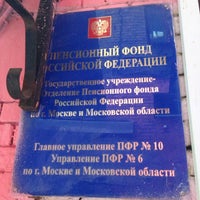 ПЕНСИОННЫЙ ФОНД
РОССИЙСКОЙ ФЕДЕРАЦИИ
Государственное учреждение-
Отделение Пенсионного фонда
Российской Федерации
по г. Москве и Московской области
Главное управление ПФР № 10
Управление ПФР № 6
по г. Москве и Московской области